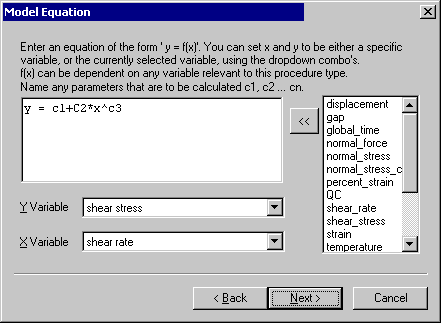 Model Equation
Enter an equation of the form ' y = f(x)'. You can set x and y to be either a specific
variable, or the currently selected variable, using the dropdown combo's.
f(x) can be dependent on any variable relevant to this procedure type.
Name any parameters that are to be calculated c1, c2 ... cn.
y = c1+C2*x^c3
<<
displacement
gap
global_time
normal_force
normal_stress
normal_stress_c
percent_strain
QC
shear_rate
shear_stress
strain
temperature
Y Variable shear stress
X Variable shear rate
< Back Next > Cancel